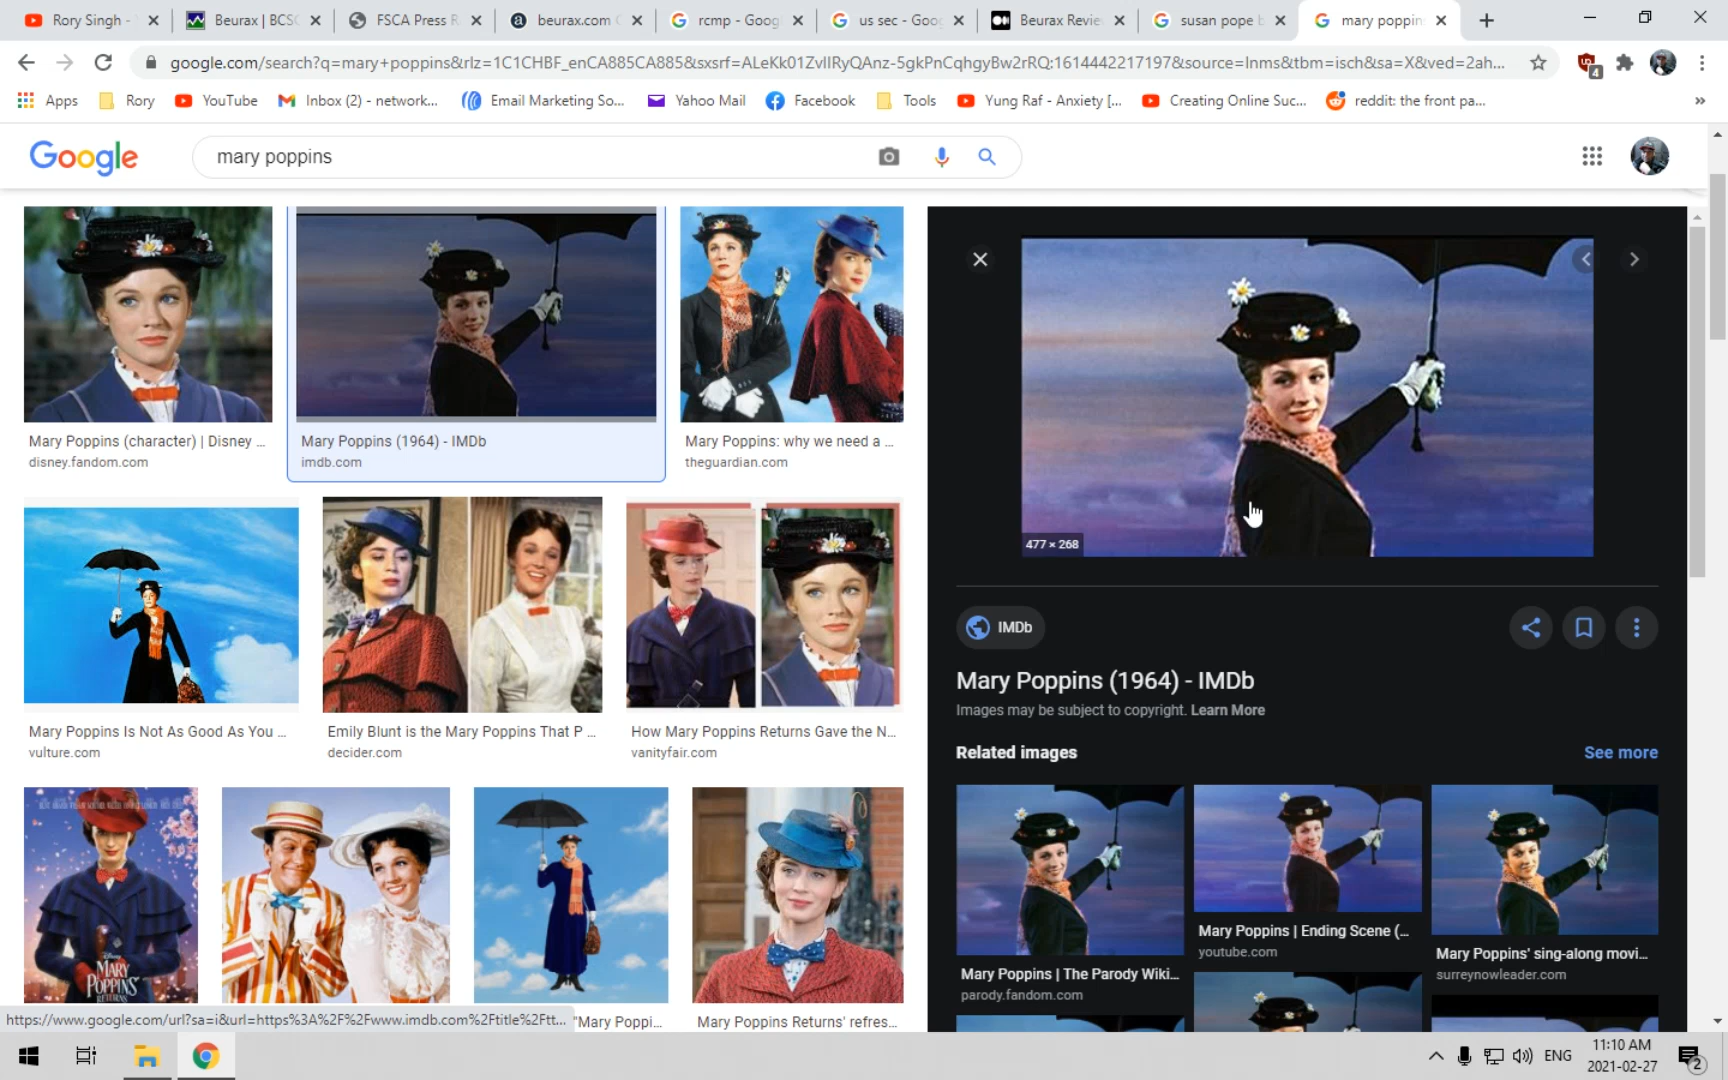 Rory Singh -
Beurax | BCSC
FSCA Press R
beurax.com
rcmp - Goog
us sec - Goog
Beurax Revie
susan pope b
mary poppin
google.com/search?q=mary+poppins&rlz=1C1CHBF_enCA885CA885&sxsrf=ALeKk01ZvlIRyQAnz-5gkPnCqhgyBw2rRQ:1614442217197&source=lnms&tbm=isch&sa=X&ved=2ah...
4
Apps
Rory
YouTube
Inbox (2) - network...
Email Marketing So...
Yahoo Mail
Facebook
Tools
Yung Raf - Anxiety [...
Creating Online Suc...
reddit: the front pa...
Google
mary poppins
477 × 268
Mary Poppins (character) | Disney ...
disney.fandom.com
Mary Poppins (1964) - IMDb
imdb.com
Mary Poppins: why we need a ...
theguardian.com
IMDb
Mary Poppins (1964) - IMDb
Images may be subject to copyright. Learn More
Mary Poppins Is Not As Good As You ...
vulture.com
Emily Blunt is the Mary Poppins That P ...
decider.com
How Mary Poppins Returns Gave the N...
vanityfair.com
Related images
See more
Mary Poppins | The Parody Wiki...
parody.fandom.com
Mary Poppins | Ending Scene (...
youtube.com
Mary Poppins' sing-along movi...
surreynowleader.com
Disney
MARY
POPPINS
RETURNS
https://www.google.com/url?sa=i&url=https%3A%2F%2Fwww.imdb.com%2Ftitle%2Ftt...
"Mary Poppi...
Mary Poppins Returns' refres...
ENG
11:10 AM
2021-02-27
2